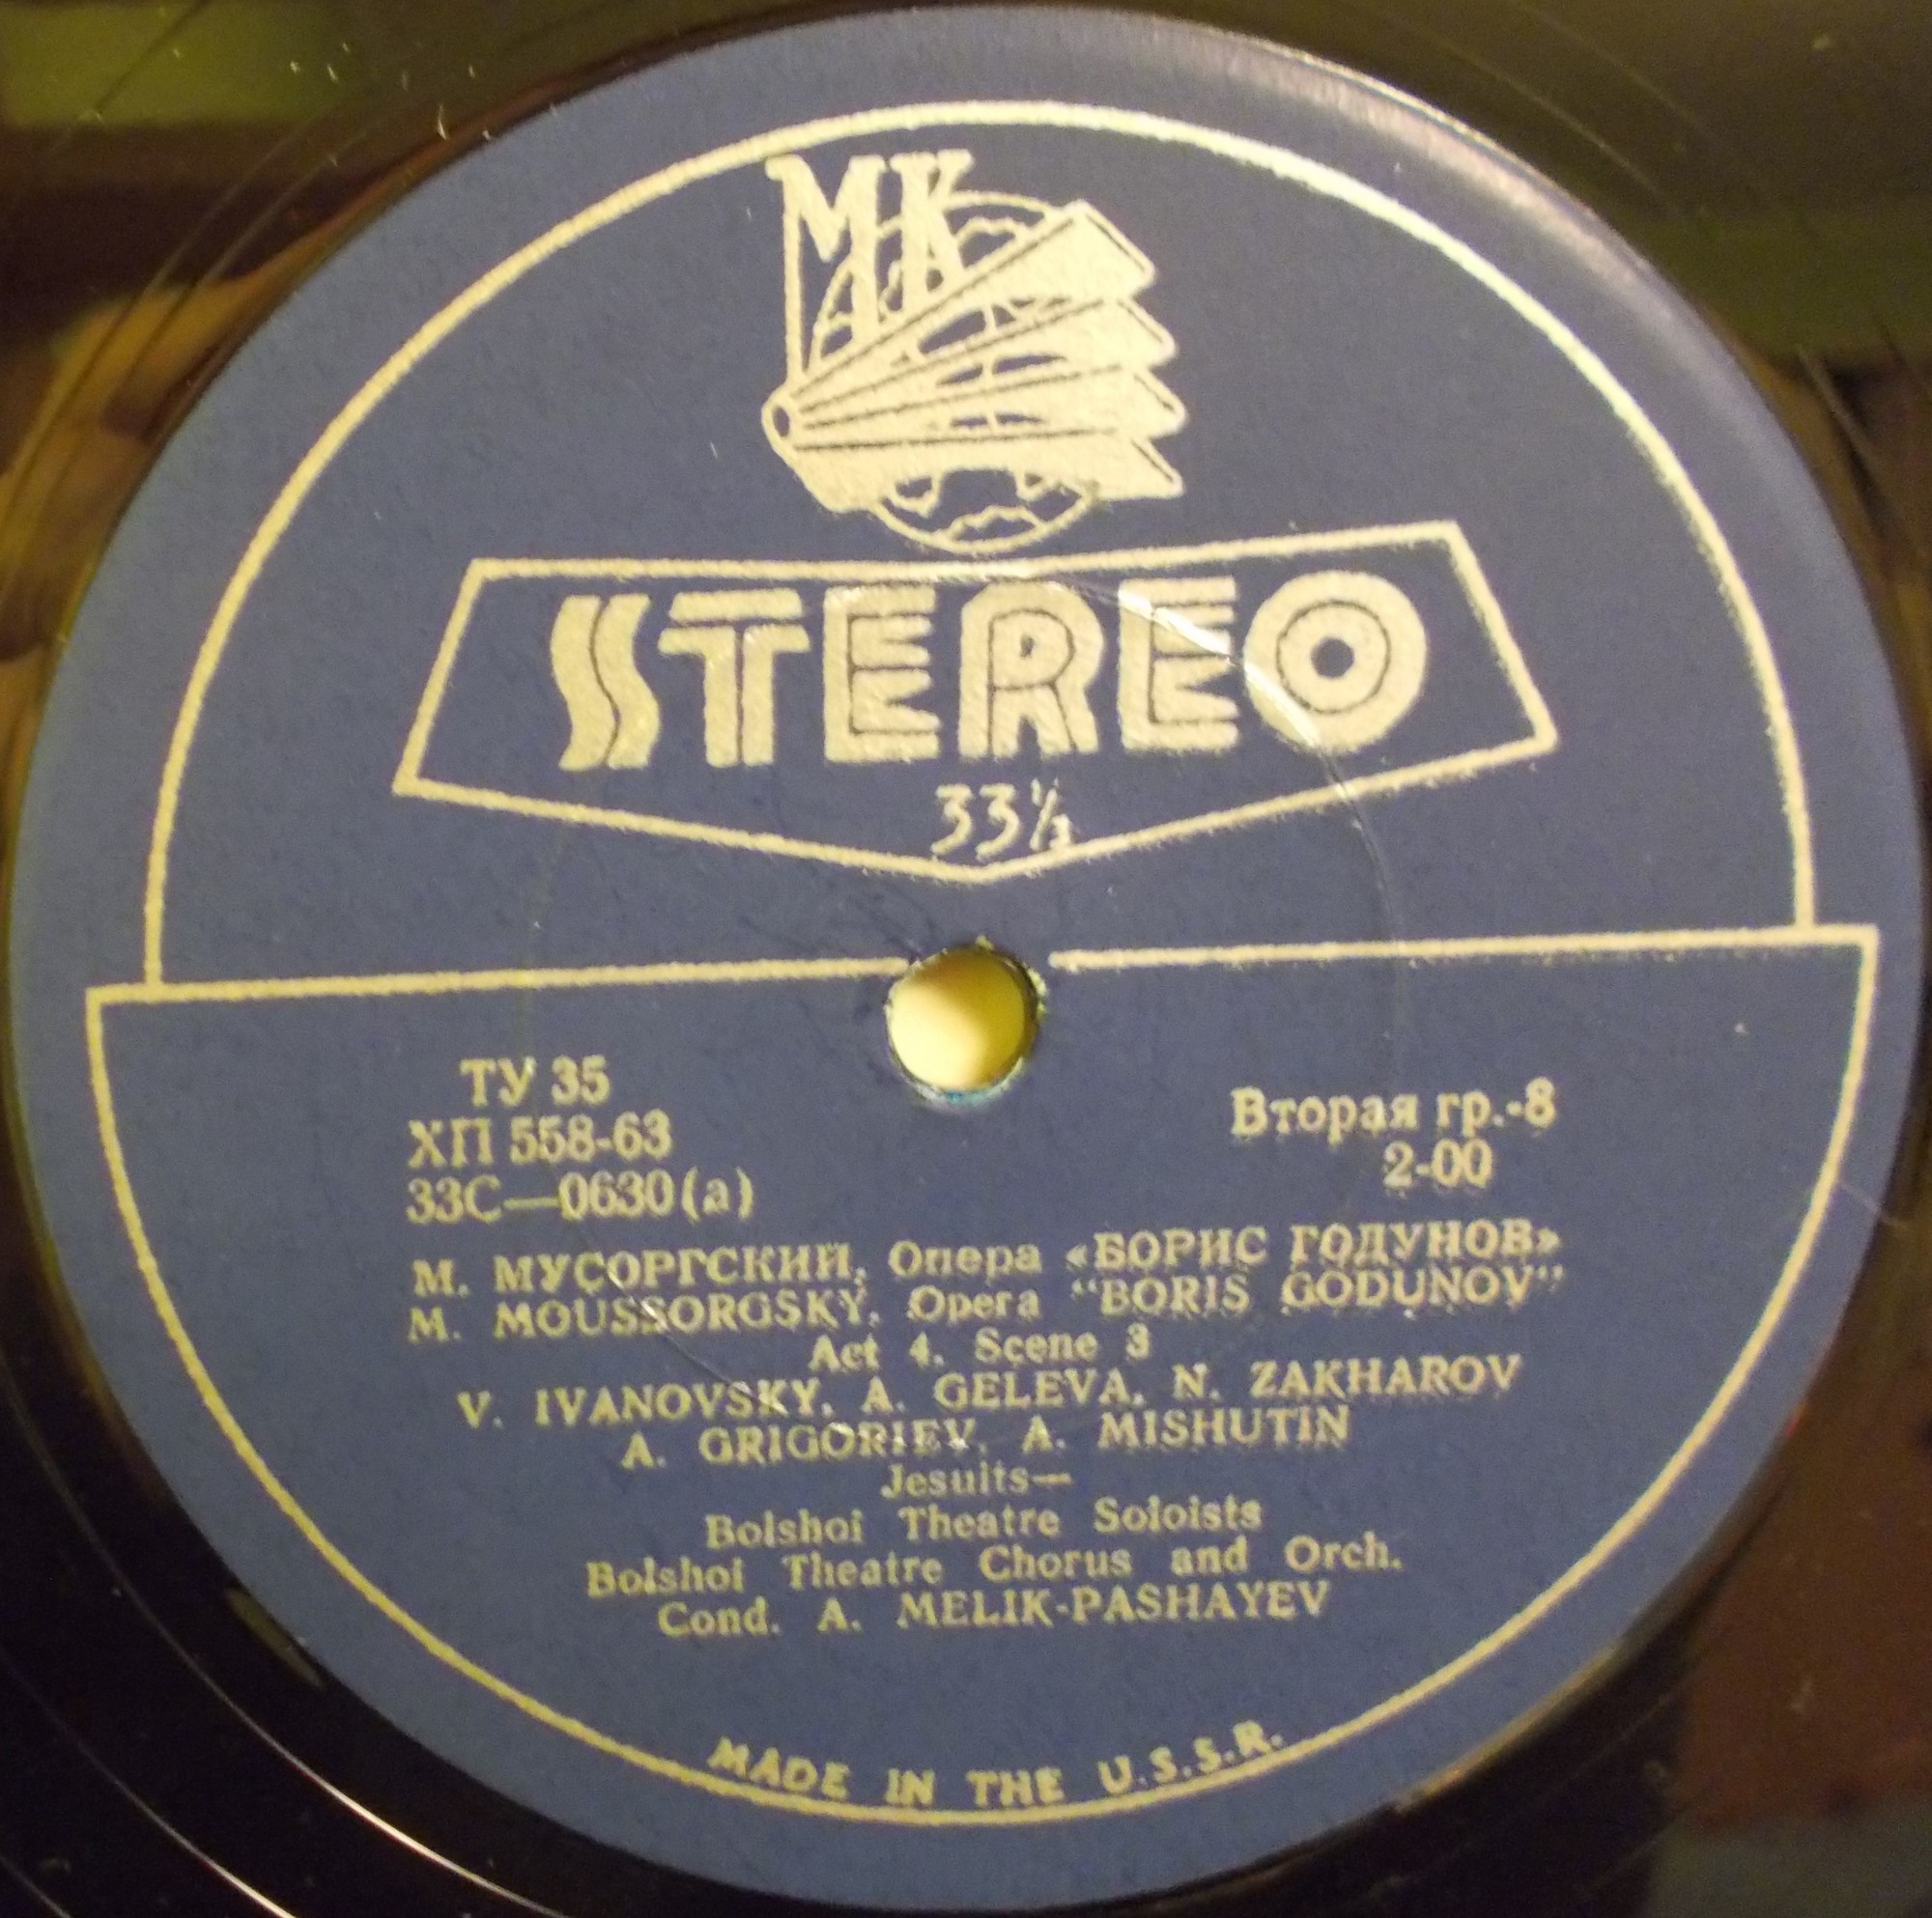 МК
STEREO
33⅓
ТУ 35
ХП 558-63
33С—0630(а)
Вторая гр.-8
2-00
М. МУСОРГСКИЙ, Опера «БОРИС ГОДУНОВ»
M. MOUSSORGSKY, Opera “BORIS GODUNOV”
Act 4. Scene 3
V. IVANOVSKY, A. GELEVA, N. ZAKHAROV
A. GRIGORIEV, A. MISHUTIN
Jesuits—
Bolshoi Theatre Soloists
Bolshoi Theatre Chorus and Orch.
Cond. A. MELIK-PASHAYEV
MADE IN THE U.S.S.R.